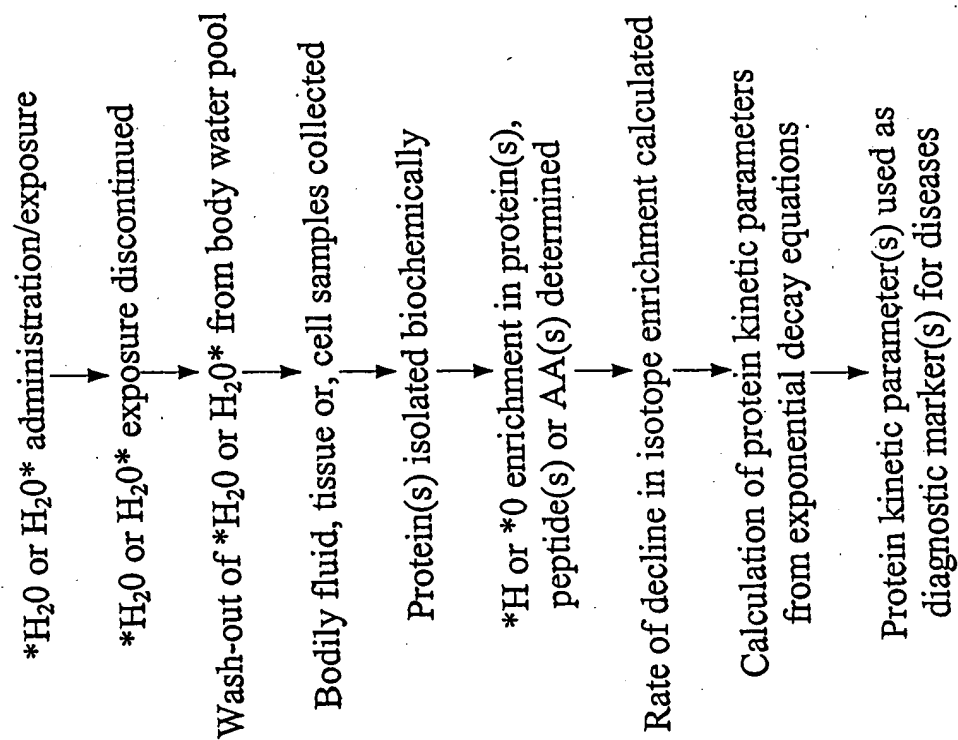 *H₂0 or H₂0* administration/exposure
*H₂0 or H₂0* exposure discontinued
Wash-out of *H₂0 or H₂0* from body water pool
Bodily fluid, tissue or, cell samples collected
Protein(s) isolated biochemically
*H or *0 enrichment in protein(s),
peptide(s) or AA(s) determined
Rate of decline in isotope enrichment calculated
Calculation of protein kinetic parameters
from exponential decay equations
Protein kinetic parameter(s) used as
diagnostic marker(s) for diseases